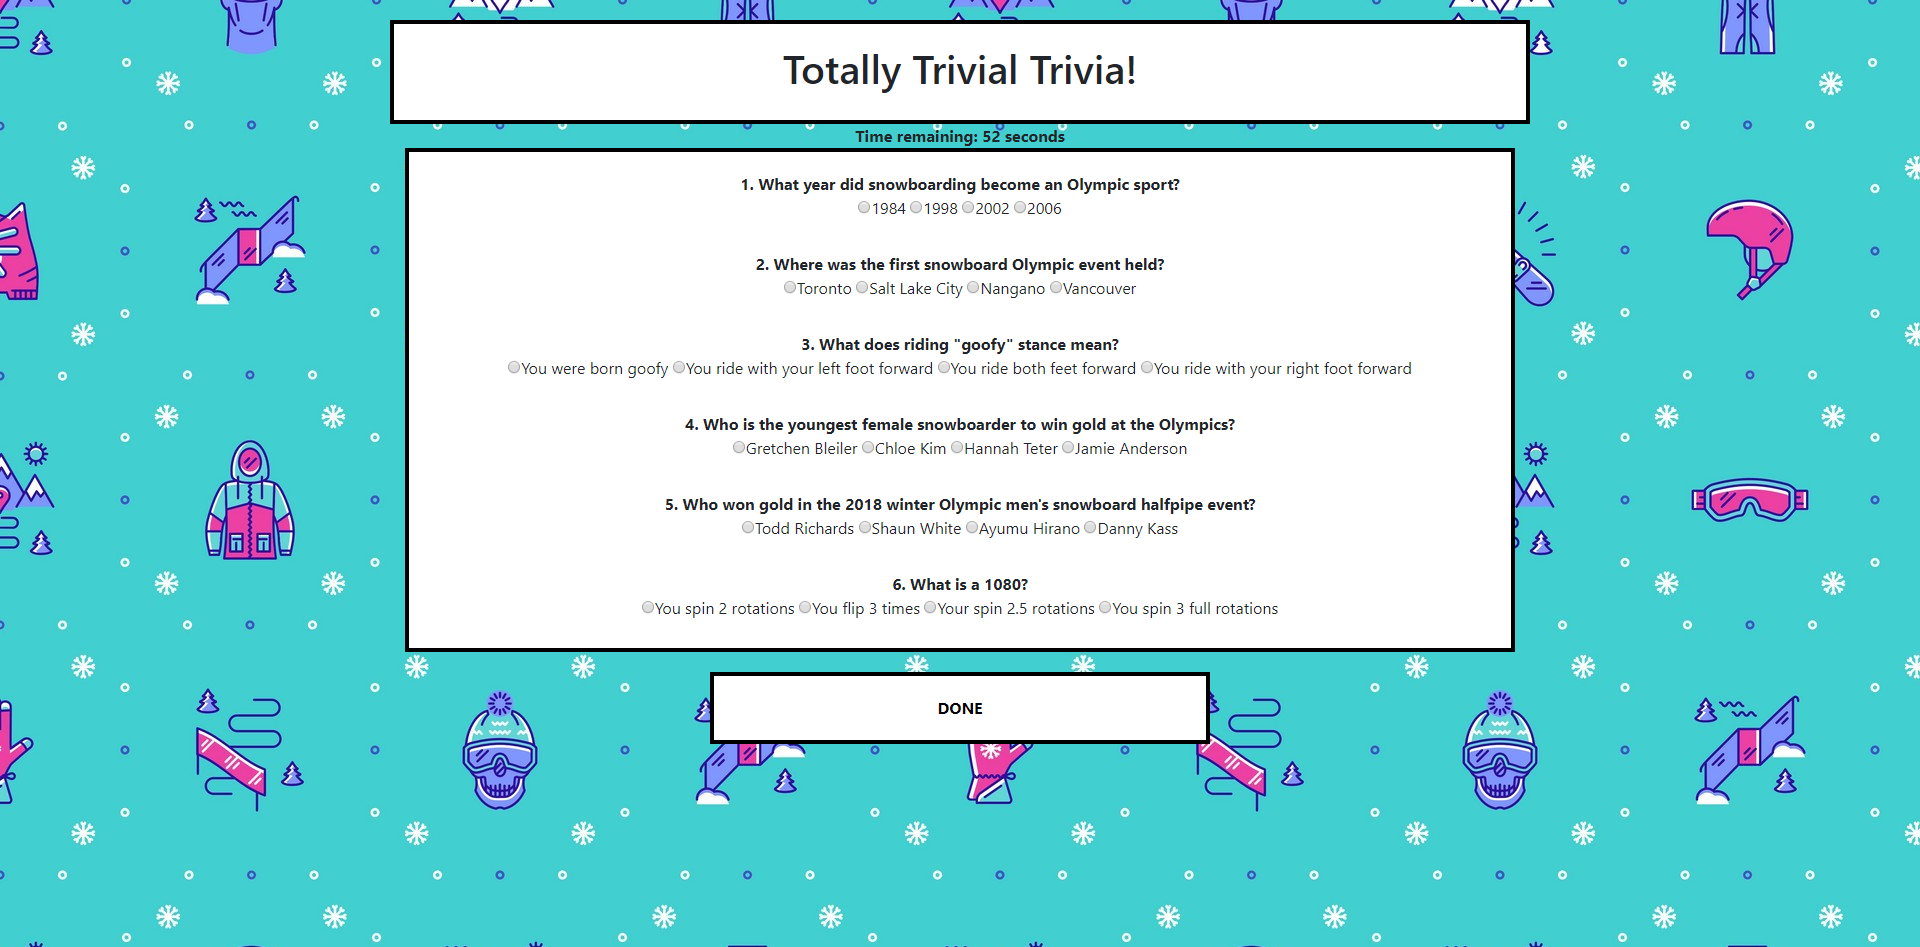 Totally Trivial Trivia!
Time remaining: 52 seconds
1. What year did snowboarding become an Olympic sport?
1984 1998 2002 2006
2. Where was the first snowboard Olympic event held?
Toronto Salt Lake City Nangano Vancouver
3. What does riding "goofy" stance mean?
You were born goofy You ride with your left foot forward You ride both feet forward You ride with your right foot forward
4. Who is the youngest female snowboarder to win gold at the Olympics?
Gretchen Bleiler Chloe Kim Hannah Teter Jamie Anderson
5. Who won gold in the 2018 winter Olympic men's snowboard halfpipe event?
Todd Richards Shaun White Ayumu Hirano Danny Kass
6. What is a 1080?
You spin 2 rotations You flip 3 times Your spin 2.5 rotations You spin 3 full rotations
DONE